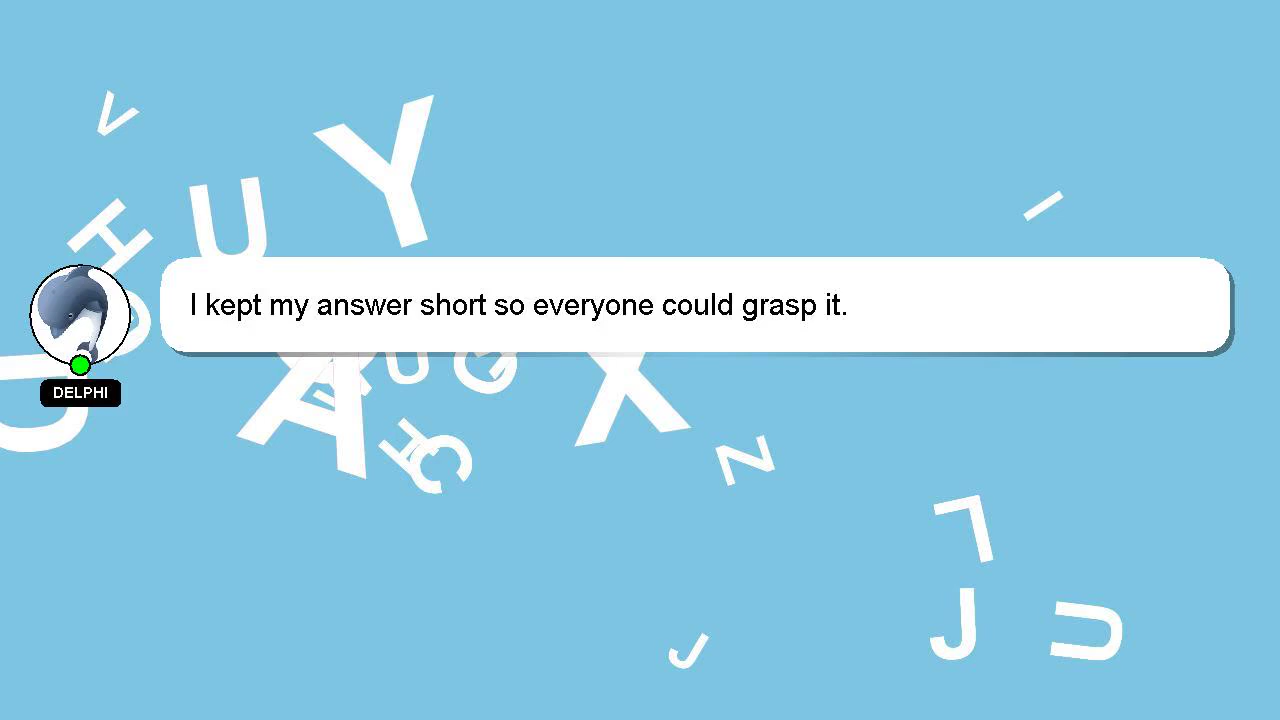 I kept my answer short so everyone could grasp it.
DELPHI
V
Y
H
U
I
A
U
G
X
H
C
N
L
J
U
J